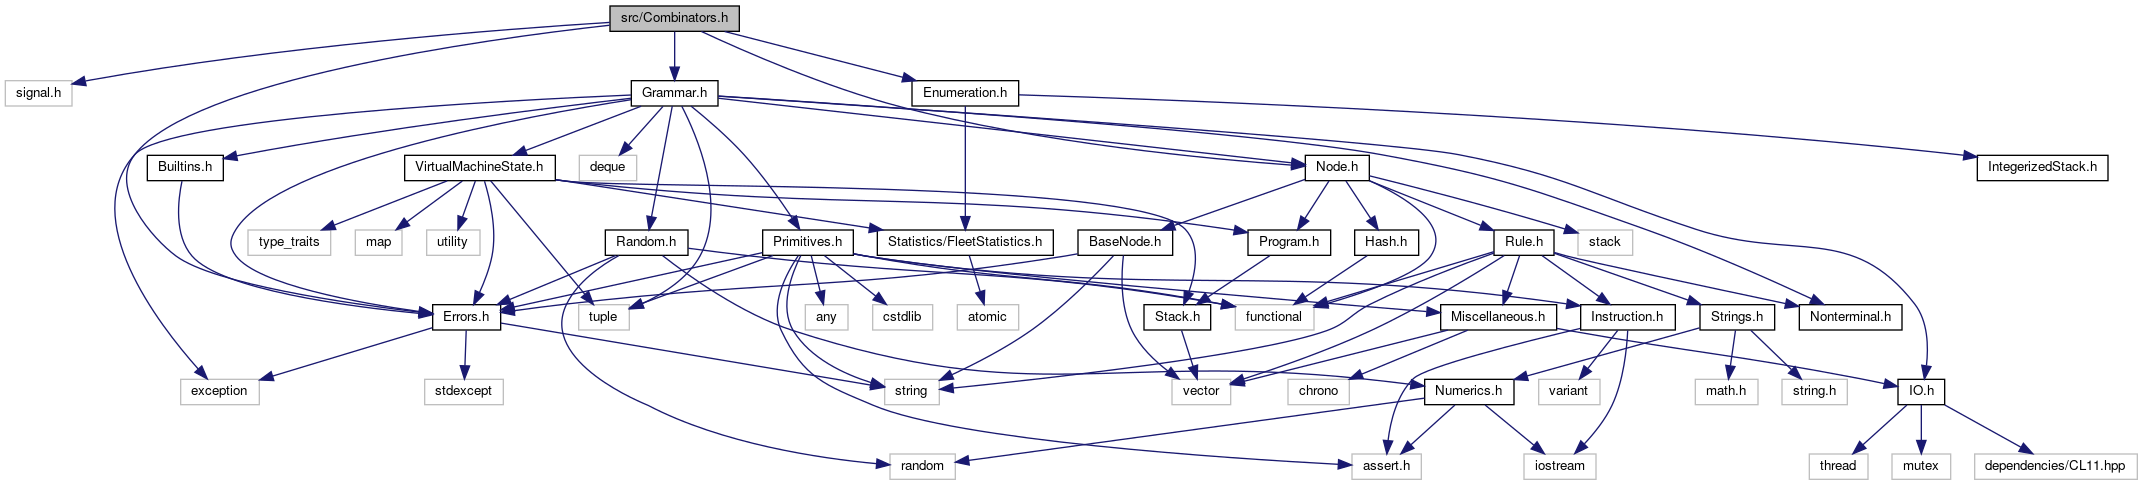 src/Combinators.h
signal.h
Grammar.h
Enumeration.h
Builtins.h
VirtualMachineState.h
deque
Node.h
IntegerizedStack.h
type_traits
map
utility
Random.h
Primitives.h
Statistics/FleetStatistics.h
BaseNode.h
Program.h
Hash.h
Rule.h
stack
Errors.h
tuple
any
cstdlib
atomic
Stack.h
functional
Miscellaneous.h
Instruction.h
Strings.h
Nonterminal.h
exception
stdexcept
string
vector
chrono
Numerics.h
variant
math.h
string.h
IO.h
random
assert.h
iostream
thread
mutex
dependencies/CL11.hpp